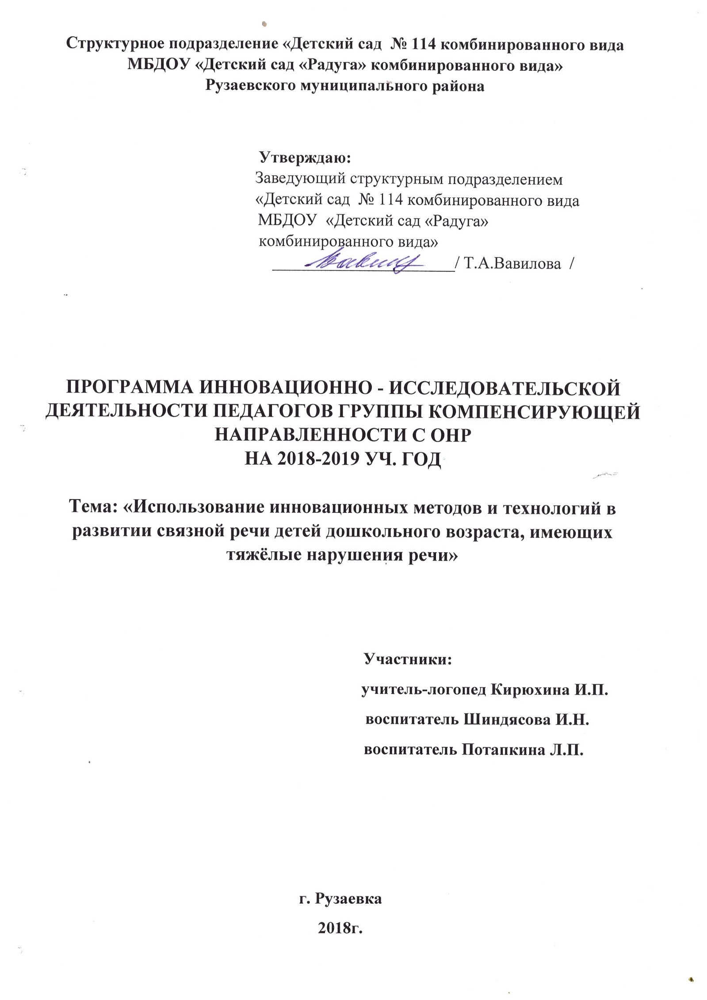 Структурное подразделение «Детский сад № 114 комбинированного вида
МБДОУ «Детский сад «Радуга» комбинированного вида»
Рузаевского муниципального района
Утверждаю:
Заведующий структурным подразделением
«Детский сад № 114 комбинированного вида
МБДОУ «Детский сад «Радуга»
комбинированного вида»
/ Т.А.Вавилова /
ПРОГРАММА ИННОВАЦИОННО - ИССЛЕДОВАТЕЛЬСКОЙ
ДЕЯТЕЛЬНОСТИ ПЕДАГОГОВ ГРУППЫ КОМПЕНСИРУЮЩЕЙ
НАПРАВЛЕННОСТИ С ОНР
НА 2018-2019 УЧ. ГОД
Тема: «Использование инновационных методов и технологий в
развитии связной речи детей дошкольного возраста, имеющих
тяжёлые нарушения речи»
Участники:
учитель-логопед Кирюхина И.П.
воспитатель Шиндясова И.Н.
воспитатель Потапкина Л.П.
г. Рузаевка
2018г.